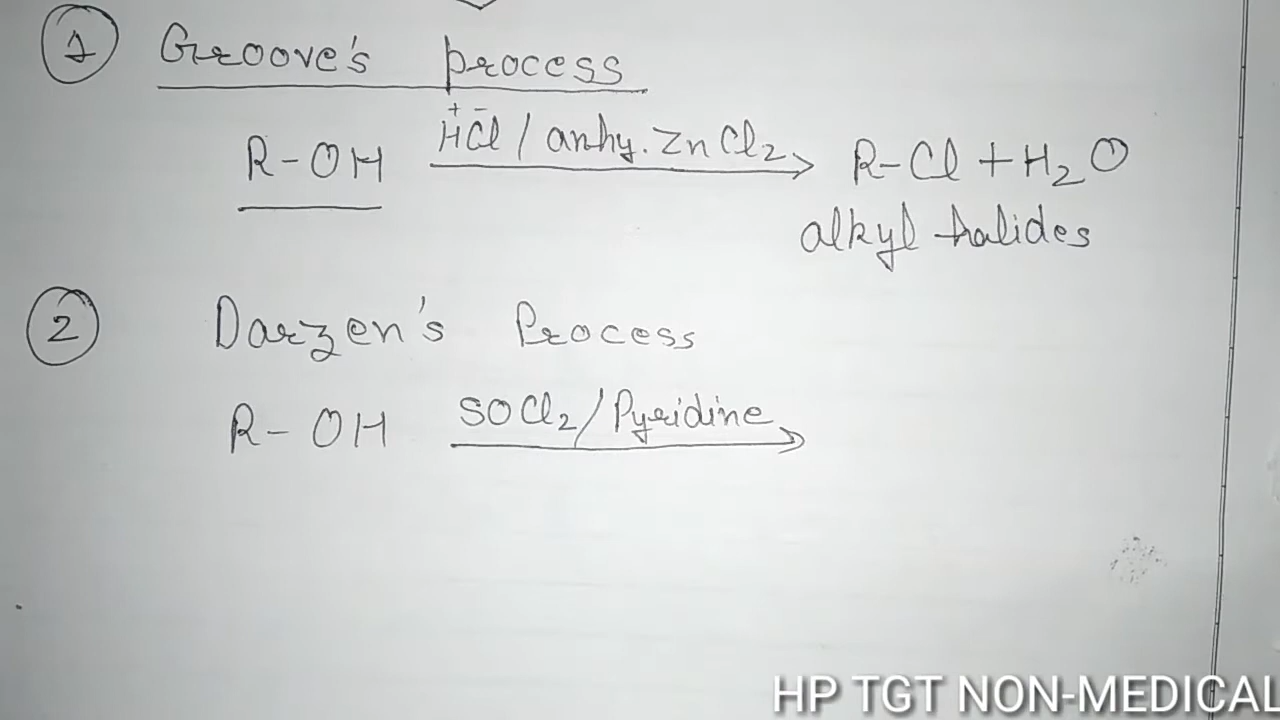 1 Groove's process
R-OH HCl / anhy. ZnCl2 → R-Cl + H2O
+ -
alkyl halides
2 Darzen's Process
R-OH SOCl2 / Pyridine →
HP TGT NON-MEDICAL